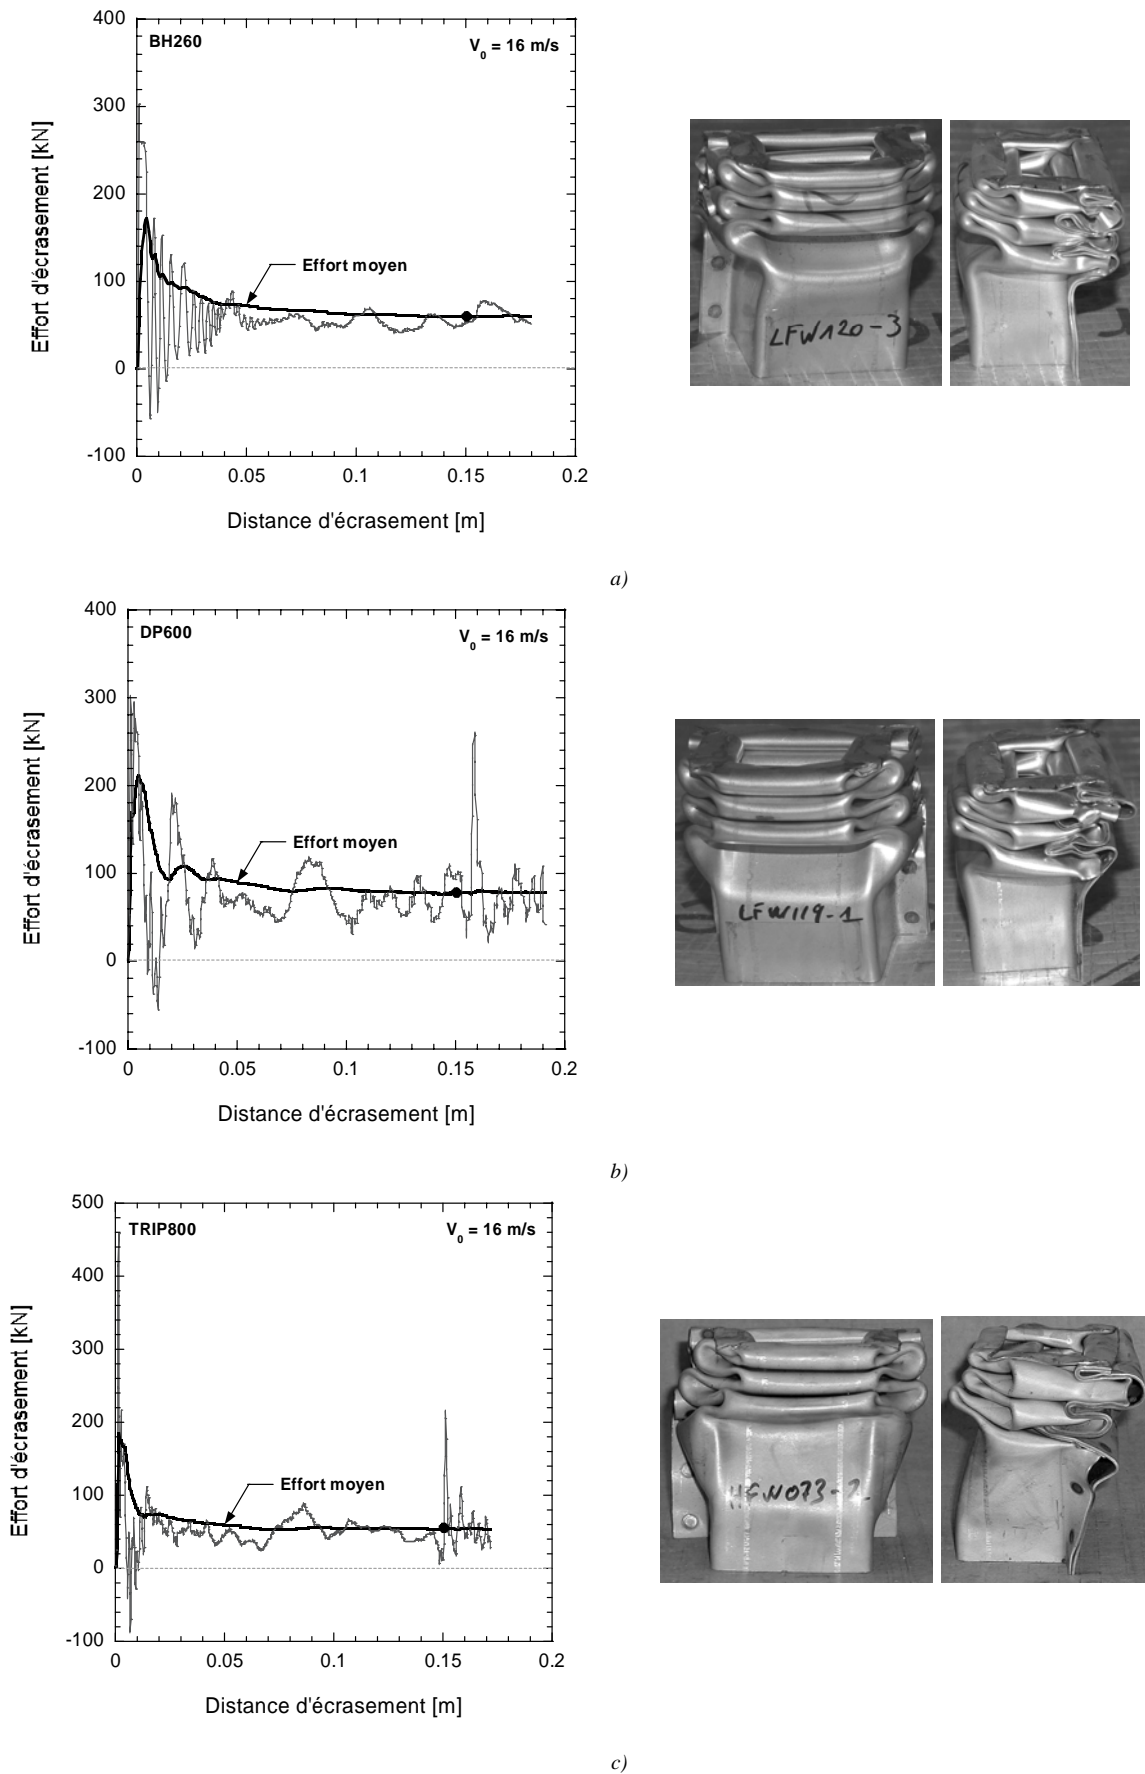 400
BH260
V0 = 16 m/s
300
200
100
0
-100
Effort moyen
Effort d'écrasement [kN]
0 0.05 0.1 0.15 0.2
Distance d'écrasement [m]
LFW120-3
a)
400
DP600
V0 = 16 m/s
300
200
100
0
-100
Effort moyen
Effort d'écrasement [kN]
0 0.05 0.1 0.15 0.2
Distance d'écrasement [m]
LFW119-1
b)
500
TRIP800
V0 = 16 m/s
400
300
200
100
0
-100
Effort moyen
Effort d'écrasement [kN]
0 0.05 0.1 0.15 0.2
Distance d'écrasement [m]
c)